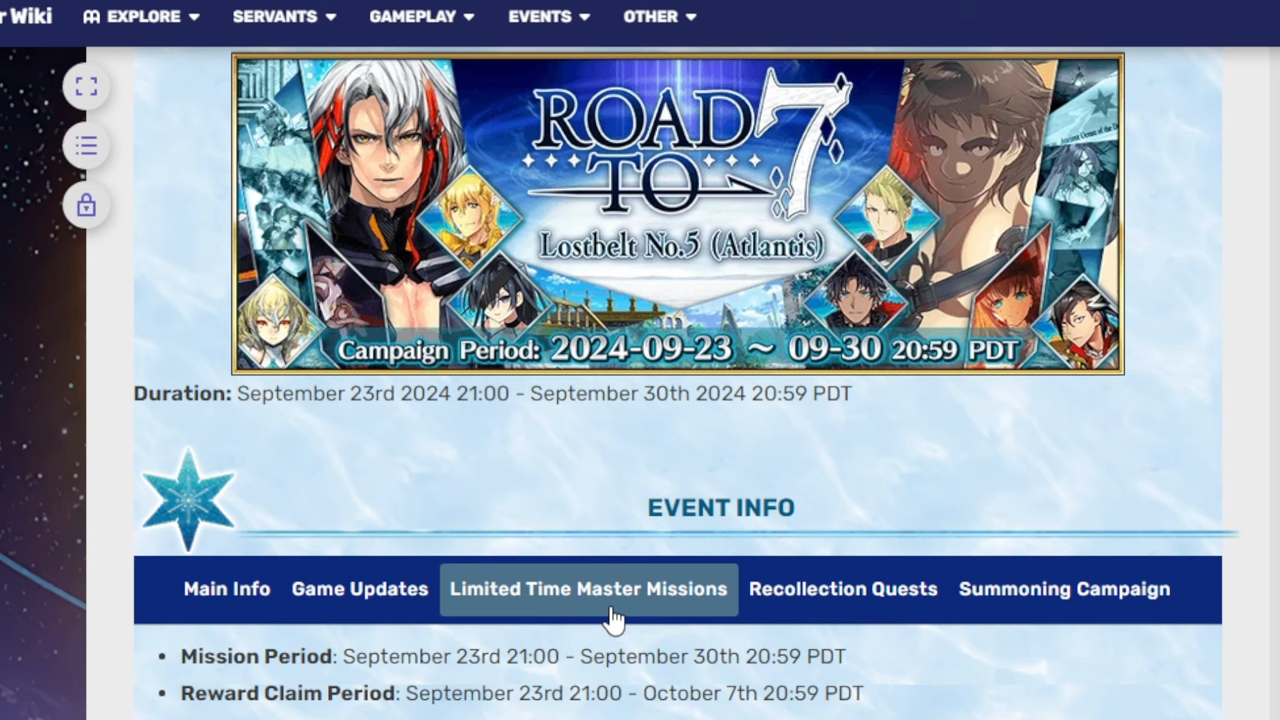 r Wiki EXPLORE SERVANTS GAMEPLAY EVENTS OTHER
ROAD
TO 7
Lostbelt No.5 (Atlantis)
Campaign Period: 2024-09-23 ~ 09-30 20:59 PDT
Duration: September 23rd 2024 21:00 - September 30th 2024 20:59 PDT
EVENT INFO
Main Info Game Updates Limited Time Master Missions Recollection Quests Summoning Campaign
• Mission Period: September 23rd 21:00 - September 30th 20:59 PDT
• Reward Claim Period: September 23rd 21:00 - October 7th 20:59 PDT